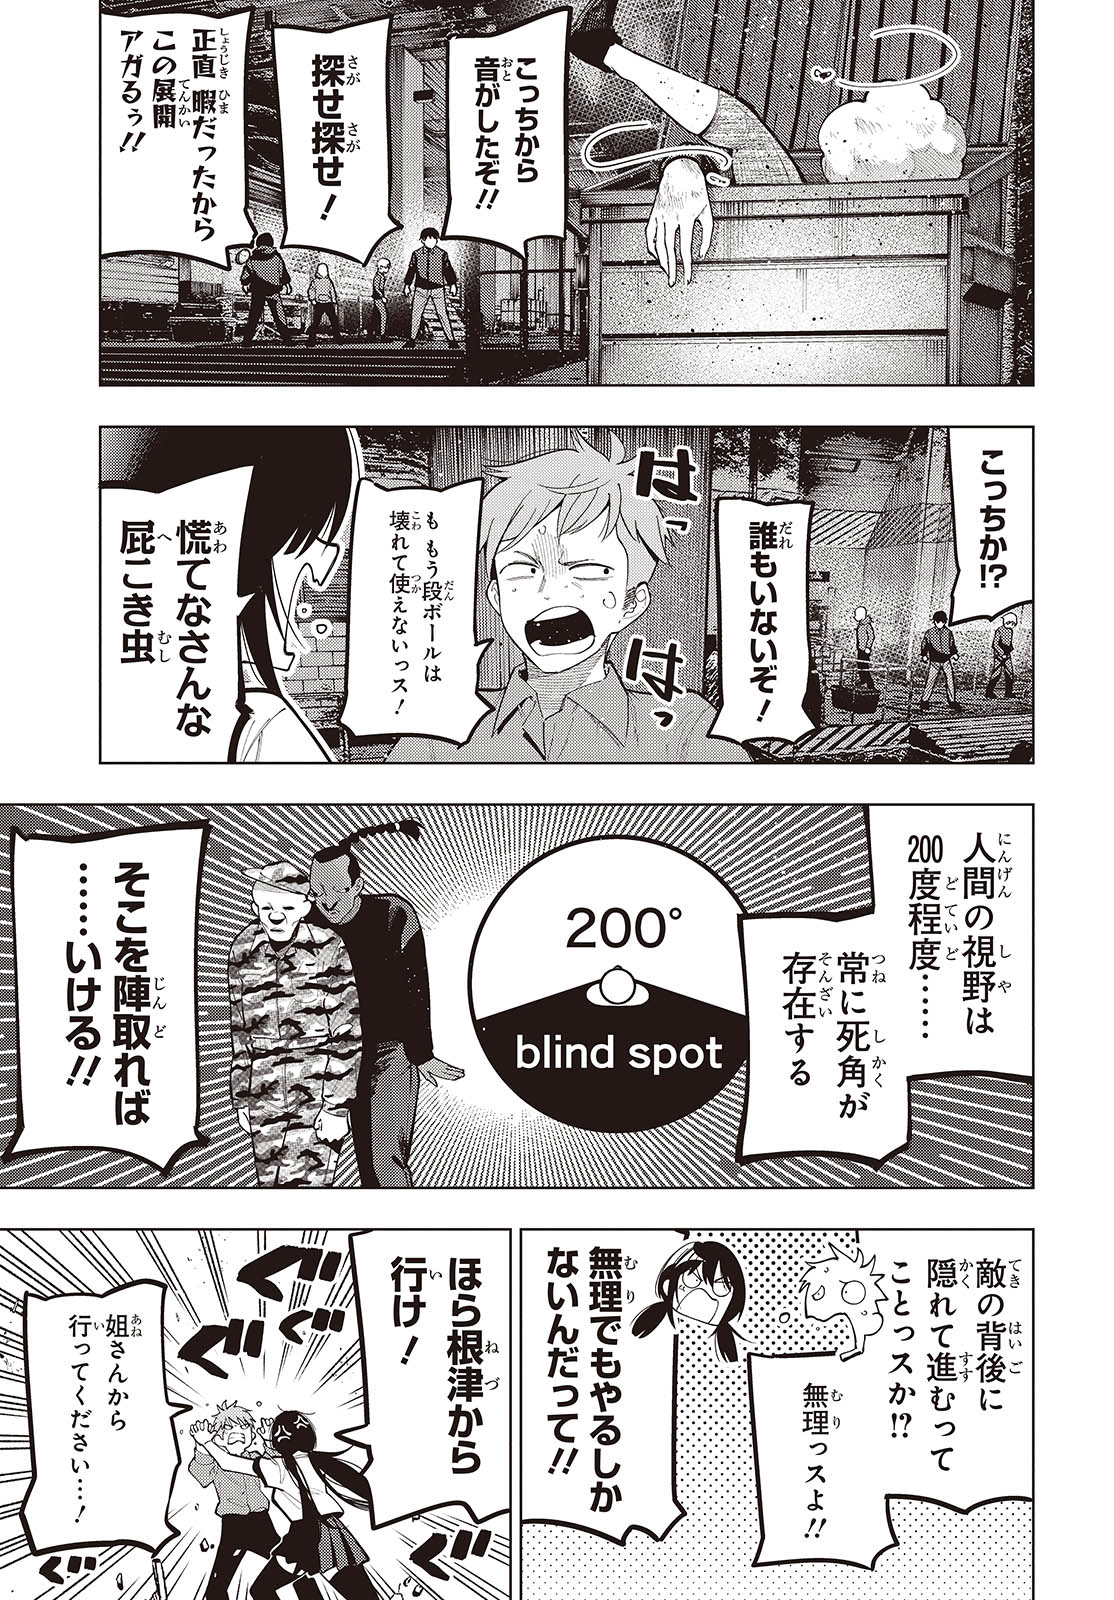 こっちから
音がしたぞ!!
探せ探せ!
正直 暇だったから
この展開
アガるぅ!!
こっちか!?
誰もいないぞ!
はっ
はっ
も もう段ボールは
壊れて使えないっス!
慌てなさんな
屁こき虫
人間の視野は
200度程度……
常に死角が
存在する
200°
blind spot
そこを陣取れば
……いける!!
敵の背後に
隠れて進むって
ことっスか!?
無理っスよ!!
無理でもやるしか
ないんだって!!
ほら根津から
行け!
姐さんから
行ってください…!